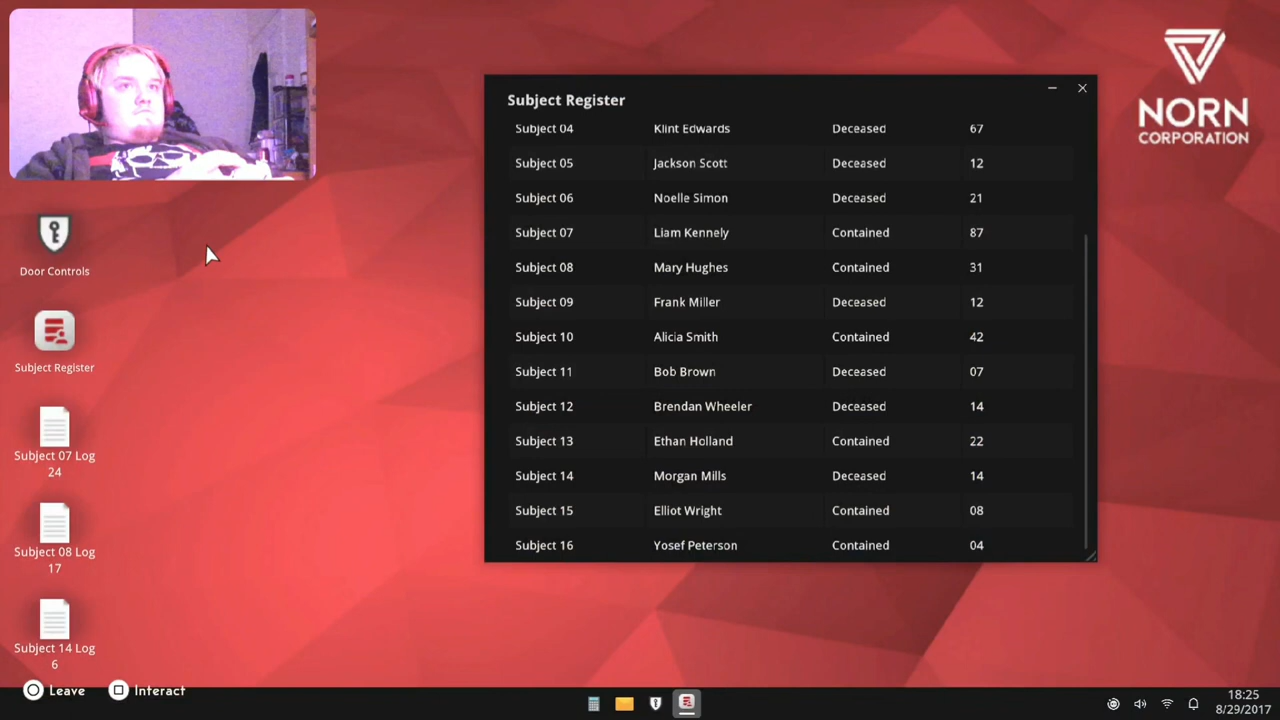 Subject Register
Subject 04 Klint Edwards Deceased 67
Subject 05 Jackson Scott Deceased 12
Subject 06 Noelle Simon Deceased 21
Subject 07 Liam Kennely Contained 87
Subject 08 Mary Hughes Contained 31
Subject 09 Frank Miller Deceased 12
Subject 10 Alicia Smith Contained 42
Subject 11 Bob Brown Deceased 07
Subject 12 Brendan Wheeler Deceased 14
Subject 13 Ethan Holland Contained 22
Subject 14 Morgan Mills Deceased 14
Subject 15 Elliot Wright Contained 08
Subject 16 Yosef Peterson Contained 04
NORN
CORPORATION
Door Controls
Subject Register
Subject 07 Log
24
Subject 08 Log
17
Subject 14 Log
6
Leave Interact
18:25
8/29/2017